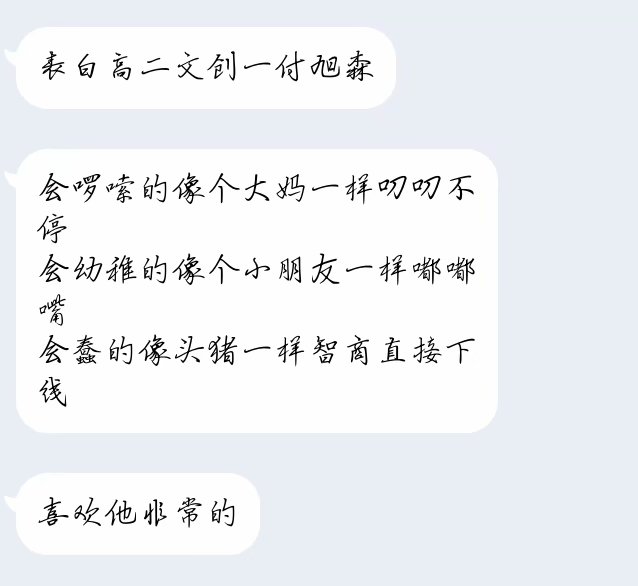 表白高二文创一付旭森
会啰嗦的像个大妈一样叨叨不
停
会幼稚的像个小朋友一样嘟嘟
嘴
会蠢的像头猪一样智商直接下
线
喜欢他非常的